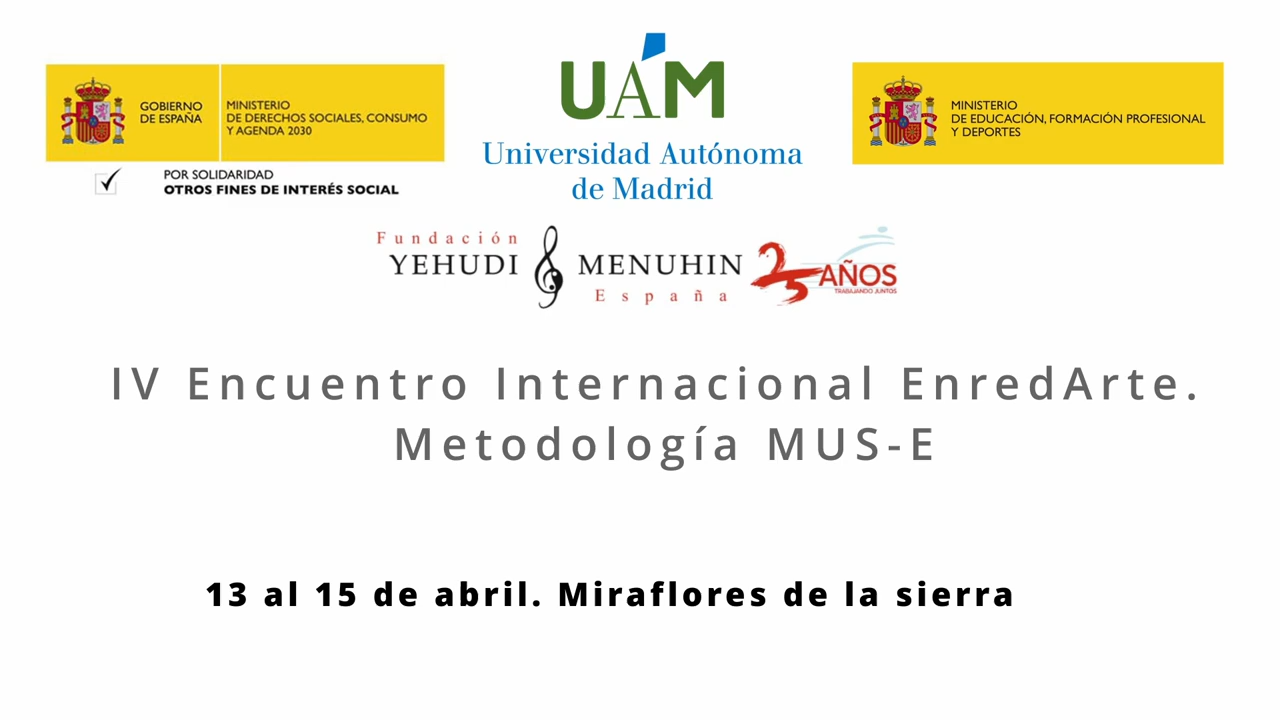 GOBIERNO
DE ESPAÑA
MINISTERIO
DE DERECHOS SOCIALES, CONSUMO
Y AGENDA 2030
POR SOLIDARIDAD
OTROS FINES DE INTERÉS SOCIAL
UAM
Universidad Autónoma
de Madrid
MINISTERIO
DE EDUCACIÓN, FORMACIÓN PROFESIONAL
Y DEPORTES
Fundación
YEHUDI MENUHIN
España
25 AÑOS
TRABAJANDO JUNTOS
IV Encuentro Internacional EnredArte.
Metodología MUS-E
13 al 15 de abril. Miraflores de la sierra